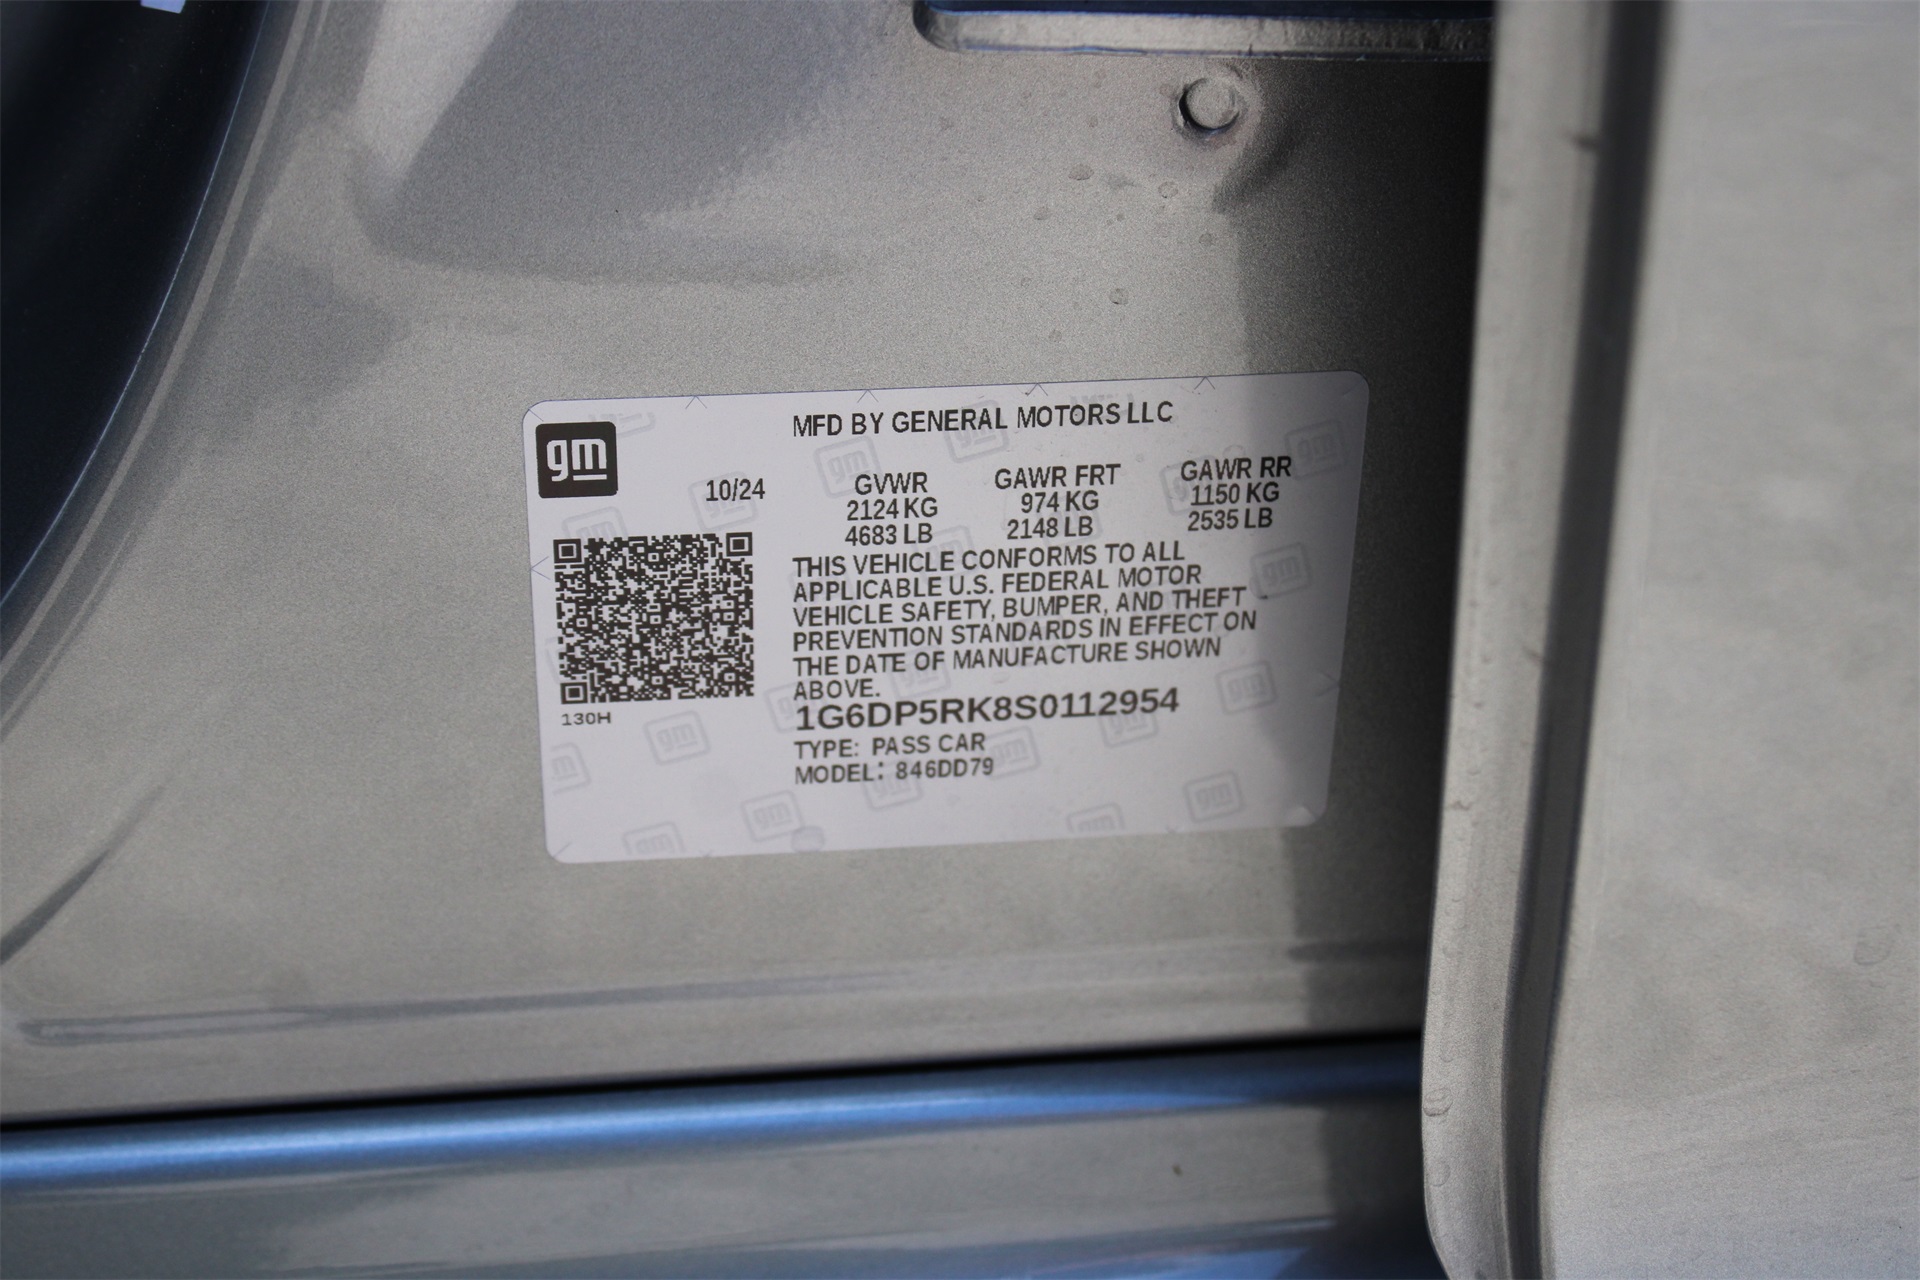 gm
MFD BY GENERAL MOTORS LLC
10/24
GVWR
2124 KG
4683 LB
GAWR FRT
974 KG
2148 LB
GAWR RR
1150 KG
2535 LB
THIS VEHICLE CONFORMS TO ALL
APPLICABLE U.S. FEDERAL MOTOR
VEHICLE SAFETY, BUMPER, AND THEFT
PREVENTION STANDARDS IN EFFECT ON
THE DATE OF MANUFACTURE SHOWN
ABOVE.
130H
1G6DP5RK8S0112954
TYPE: PASS CAR
MODEL: 846DD79